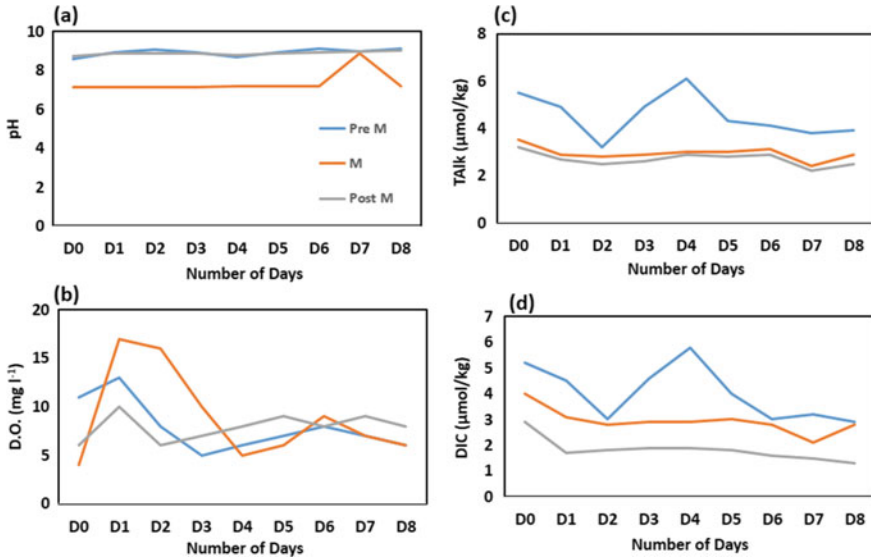 (a)
10
8
6
4
2
0
pH
Pre M
M
Post M
D0 D1 D2 D3 D4 D5 D6 D7 D8
Number of Days
(b)
20
15
10
5
0
D.O. (mg l-1)
D0 D1 D2 D3 D4 D5 D6 D7 D8
Number of Days
(c)
8
6
4
2
0
TAlk (µmol/kg)
D0 D1 D2 D3 D4 D5 D6 D7 D8
Number of Days
(d)
7
6
5
4
3
2
1
0
DIC (µmol/kg)
D0 D1 D2 D3 D4 D5 D6 D7 D8
Number of Days